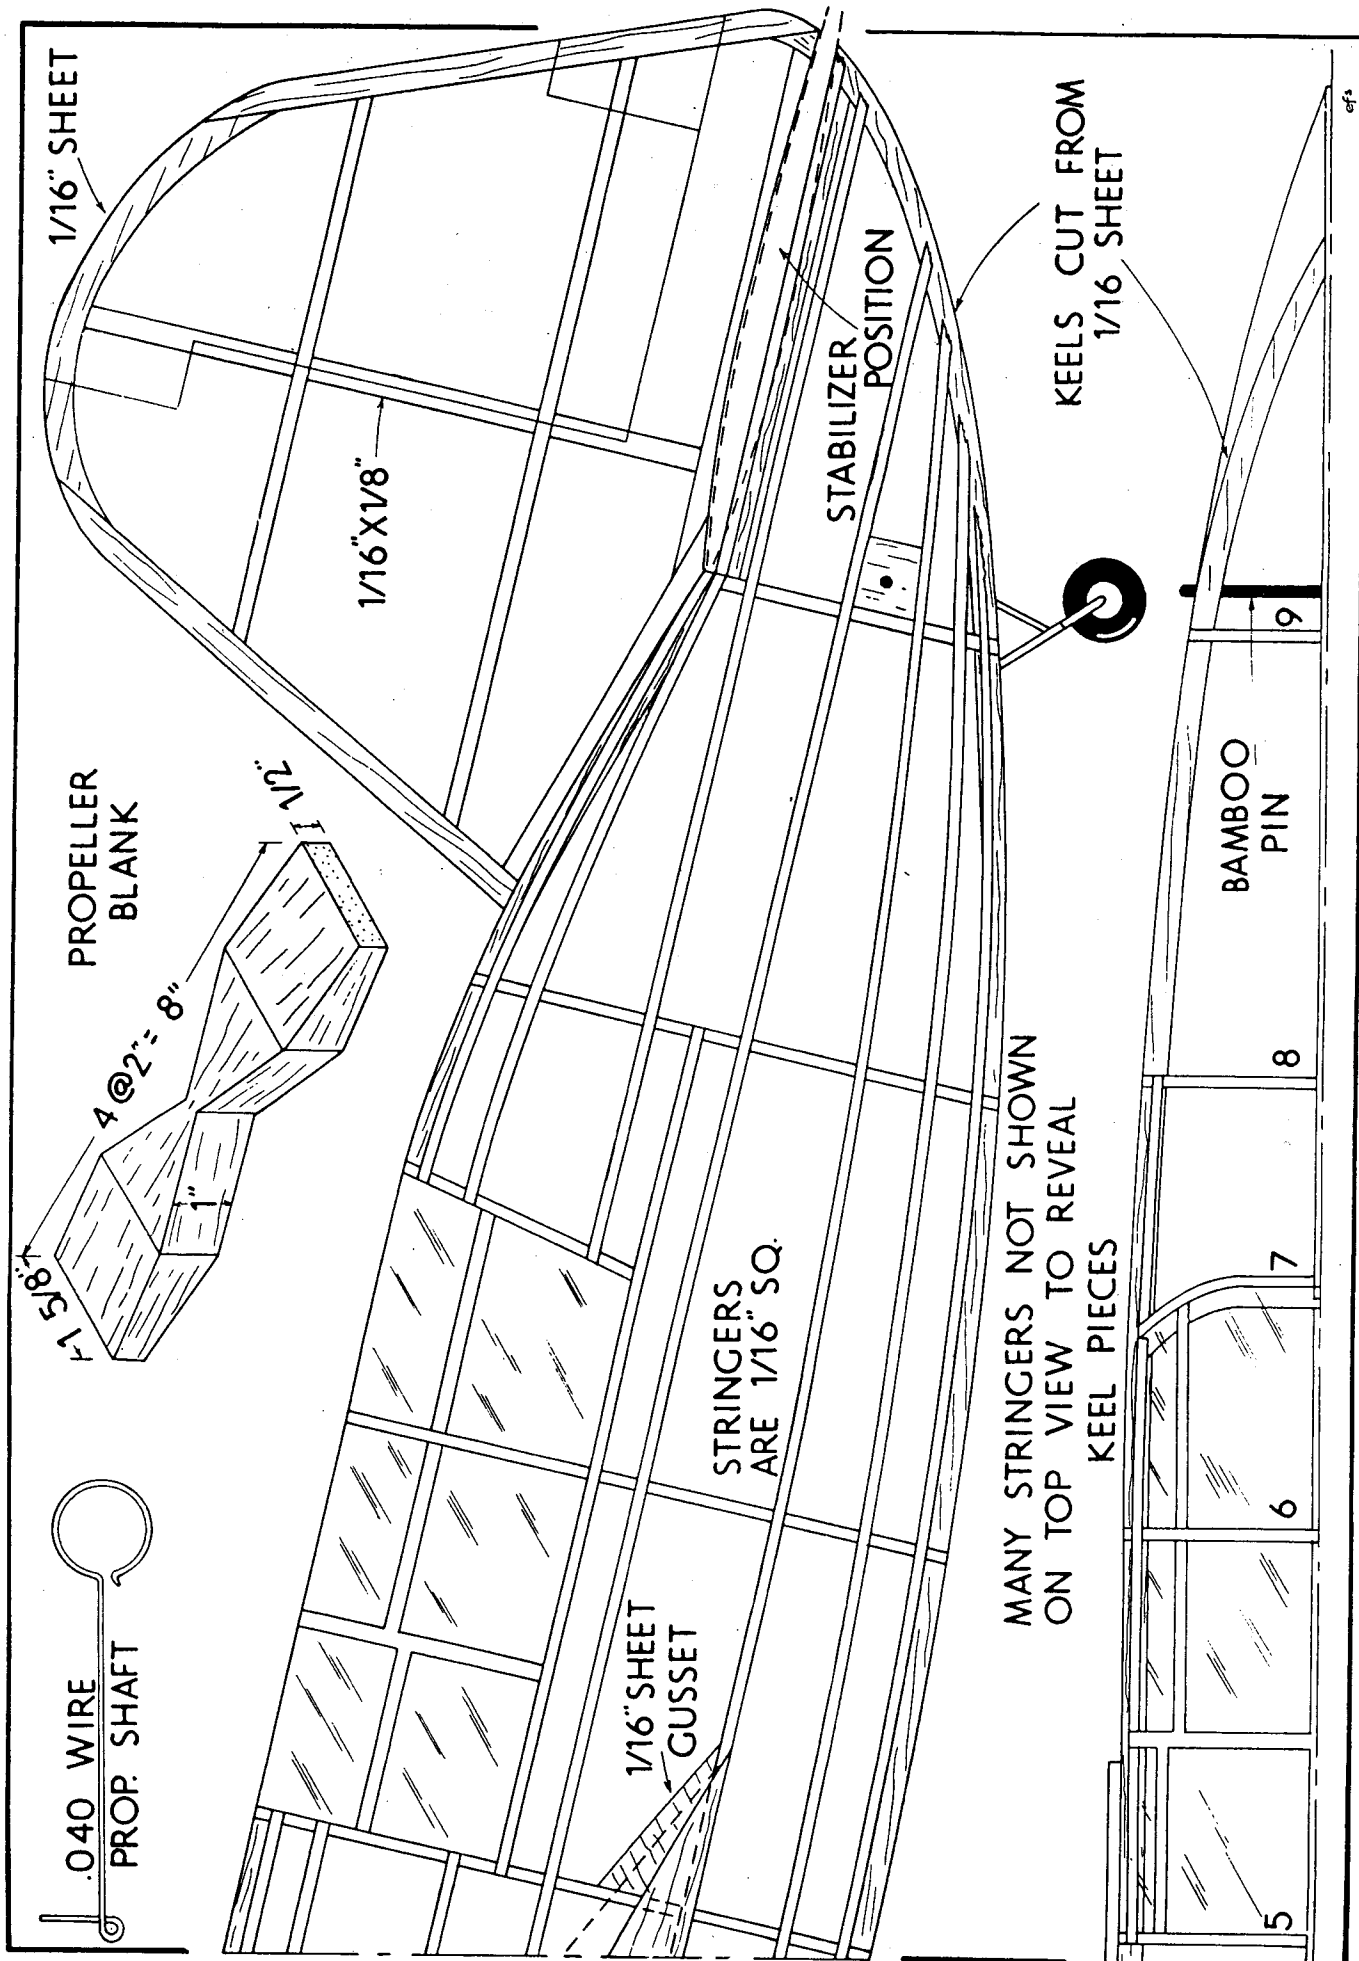 .040 WIRE
PROP. SHAFT
1 5/8"
4 @ 2" = 8"
1/2"
1"
PROPELLER
BLANK
1/16" SHEET
1/16" X 1/8"
STABILIZER
POSITION
1/16" SHEET
GUSSET
STRINGERS
ARE 1/16" SQ.
MANY STRINGERS NOT SHOWN
ON TOP VIEW TO REVEAL
KEEL PIECES
KEELS CUT FROM
1/16 SHEET
BAMBOO
PIN
5
6
7
8
9